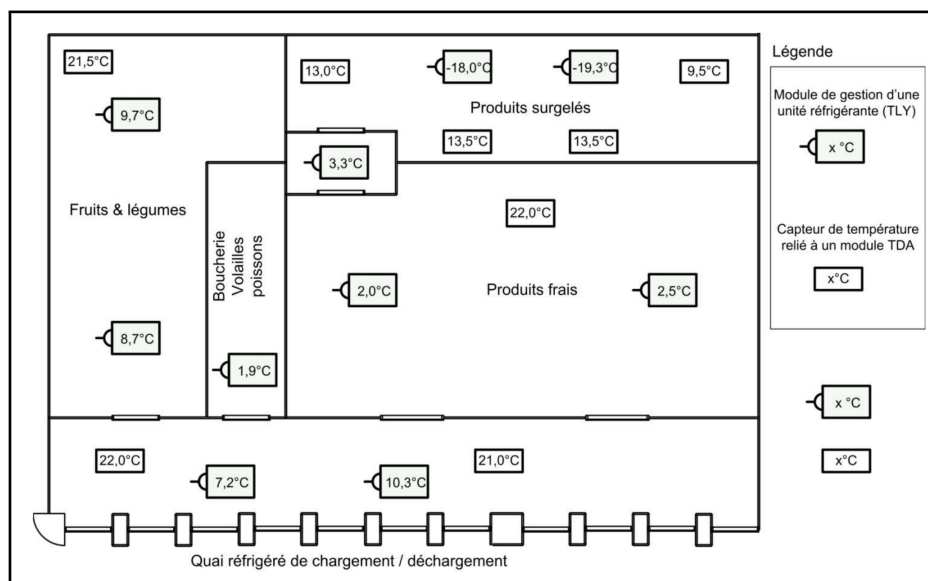 21,5°C
13,0°C
-18,0°C
-19,3°C
9,5°C
Légende
9,7°C
Produits surgelés
Module de gestion d'une
unité réfrigérante (TLY)
13,5°C
13,5°C
x °C
3,3°C
Fruits & légumes
22,0°C
Capteur de température
relié à un module TDA
Boucherie
Volailles
poissons
x°C
2,0°C
Produits frais
2,5°C
8,7°C
1,9°C
x °C
22,0°C
21,0°C
x°C
7,2°C
10,3°C
Quai réfrigéré de chargement / déchargement